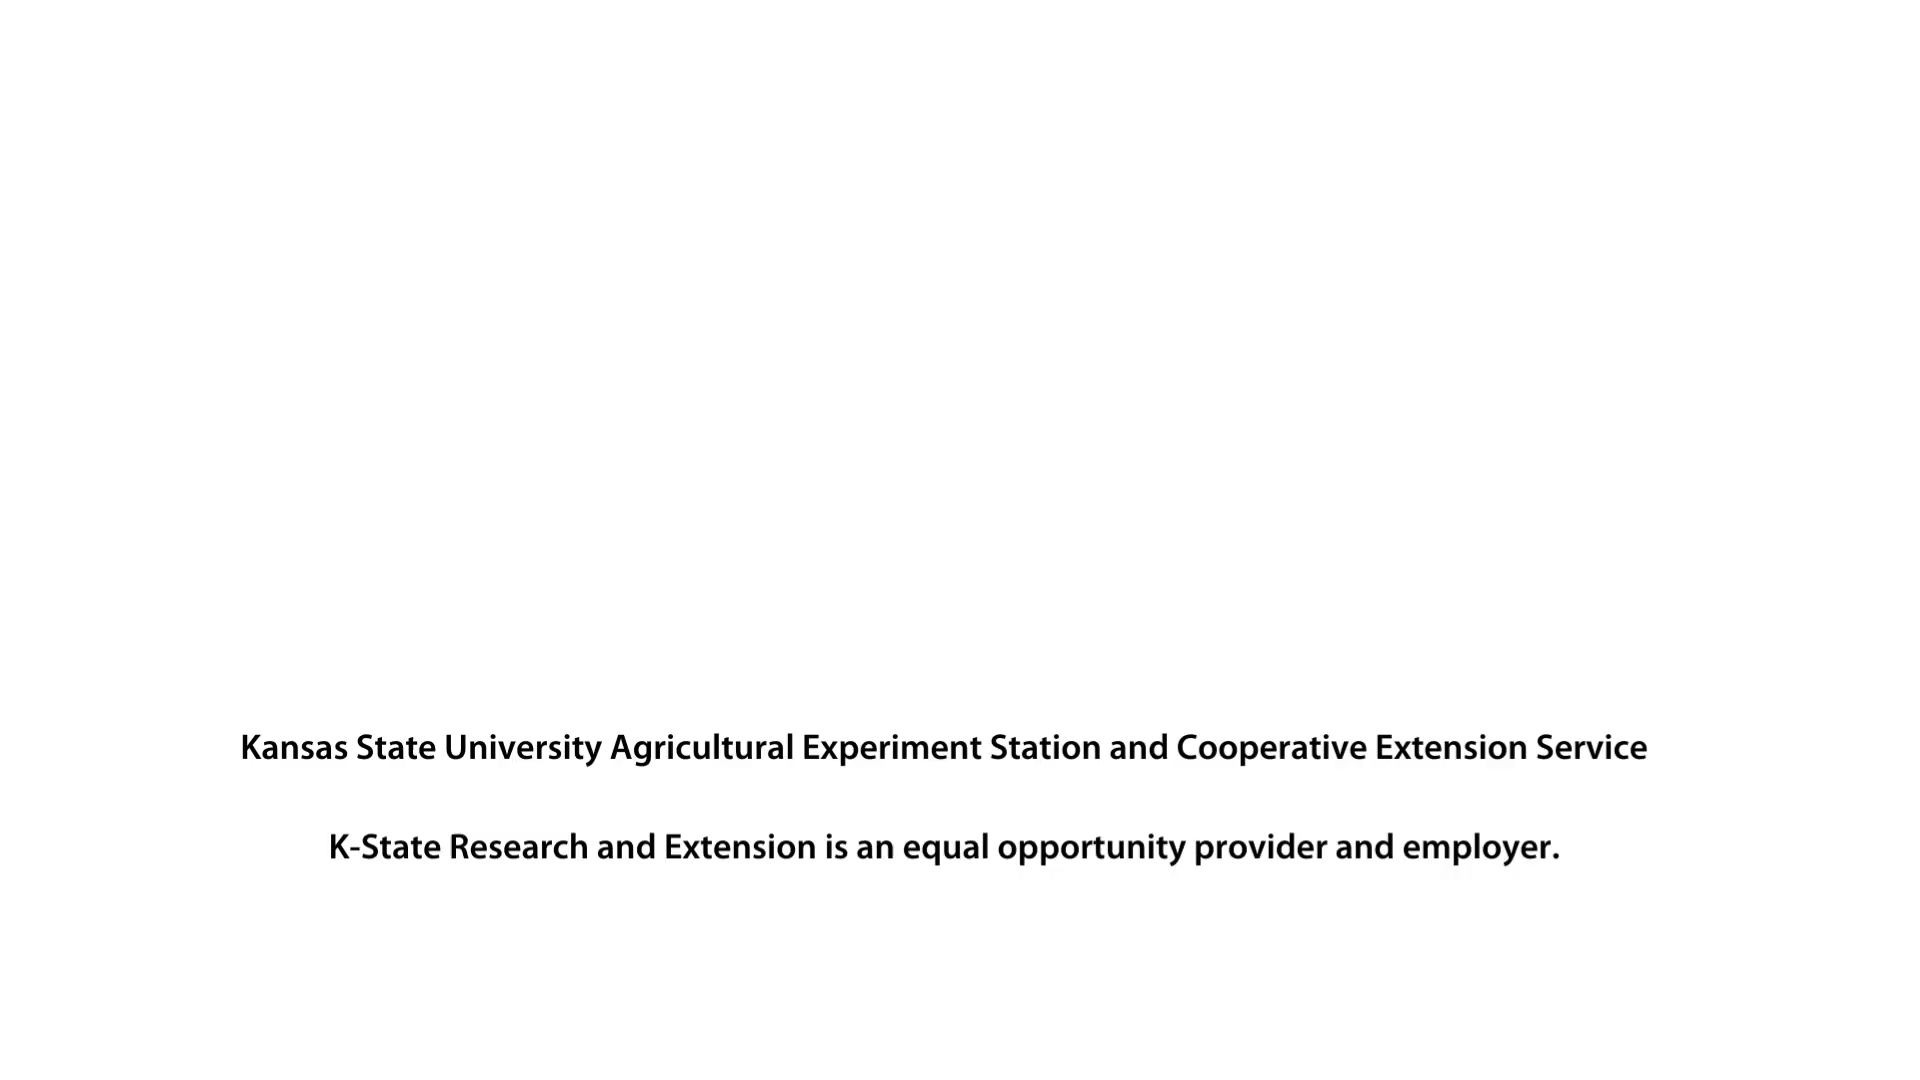 Kansas State University Agricultural Experiment Station and Cooperative Extension Service
K-State Research and Extension is an equal opportunity provider and employer.